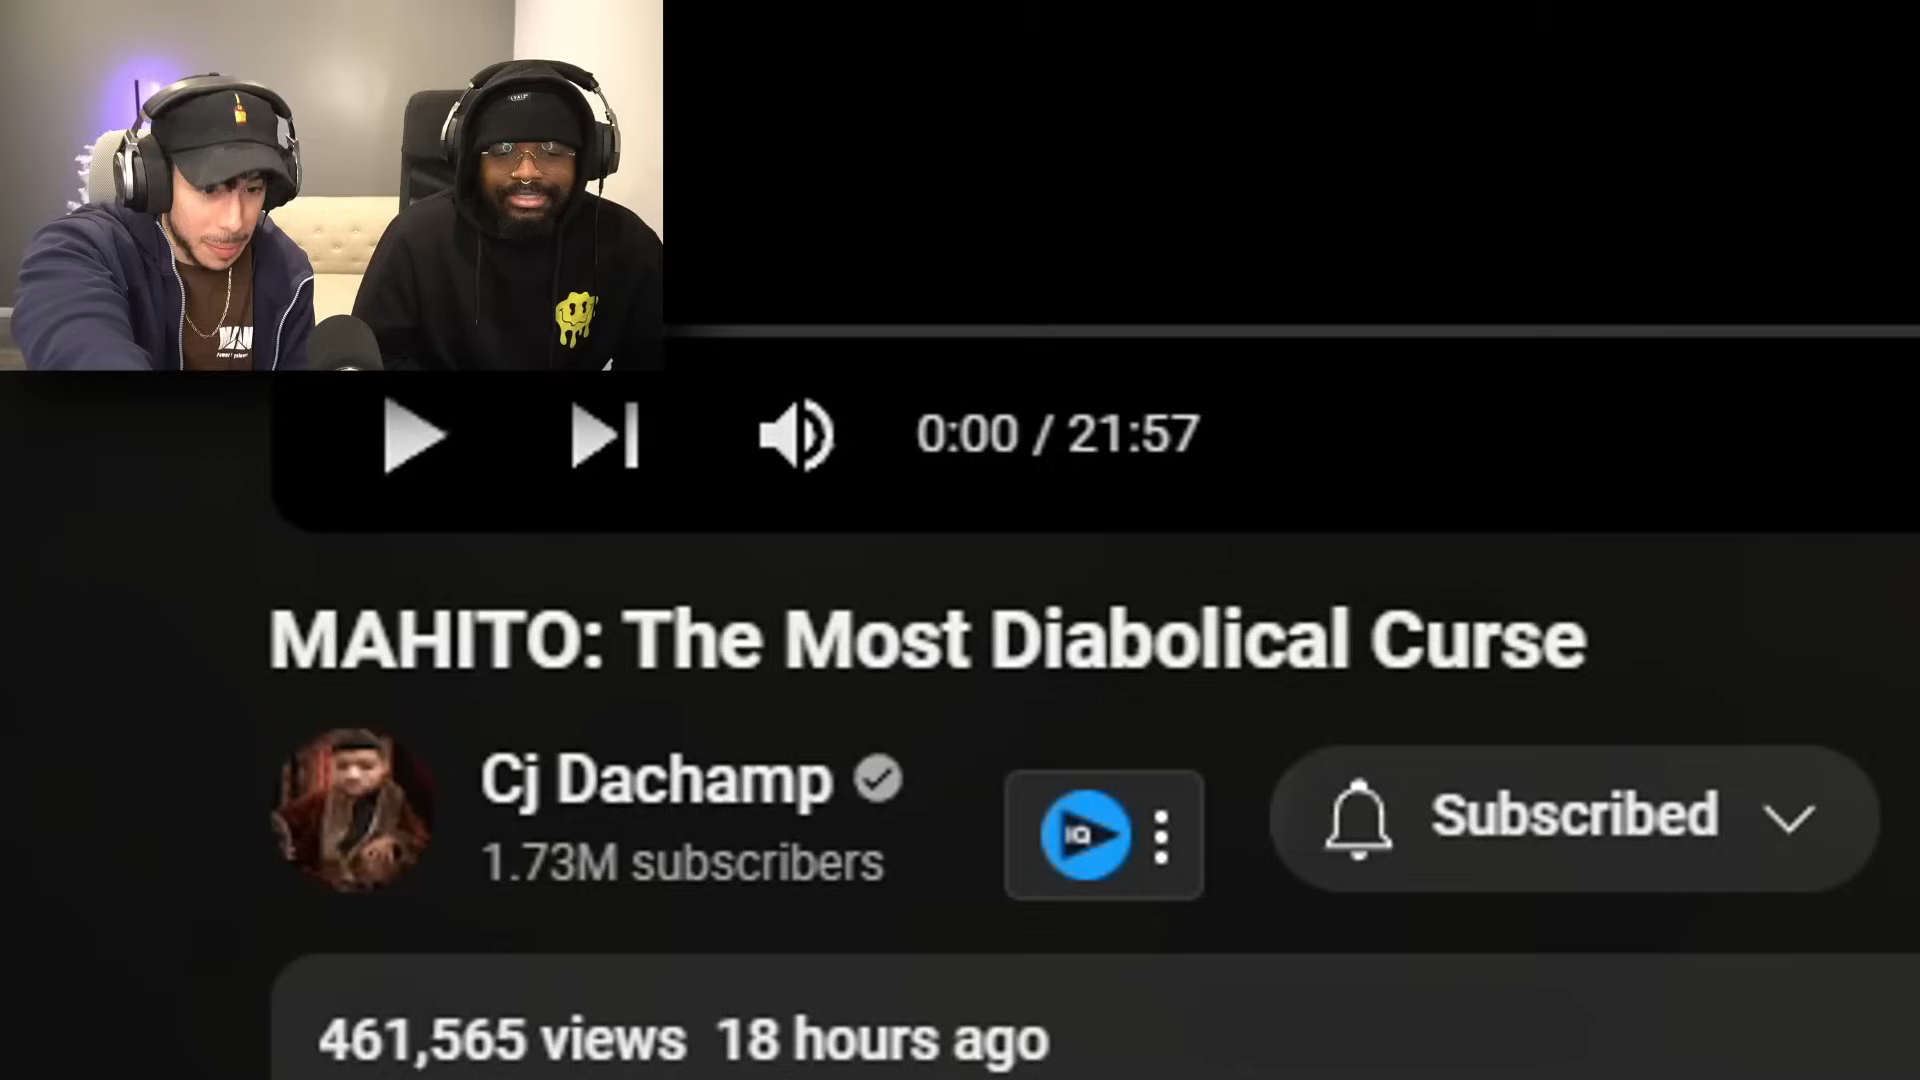 0:00 / 21:57
MAHITO: The Most Diabolical Curse
Cj Dachamp
1.73M subscribers
IQ
Subscribed
461,565 views 18 hours ago